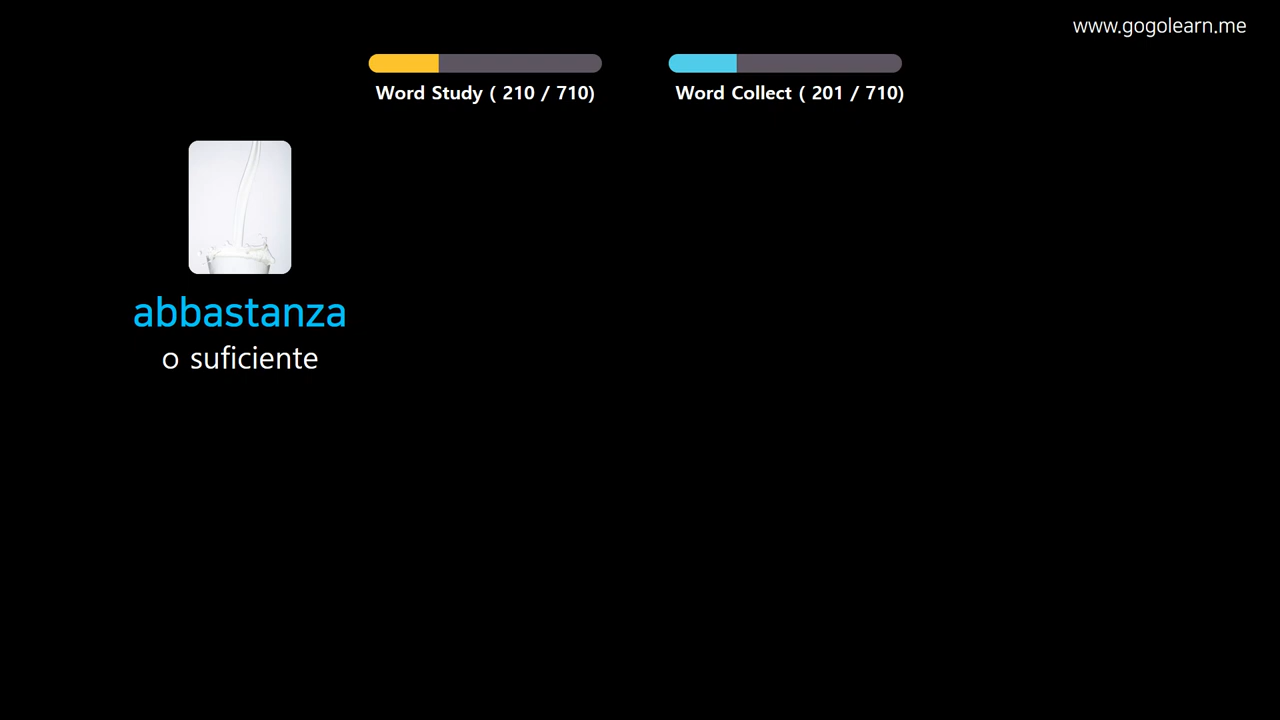 www.gogolearn.me
Word Study ( 210 / 710)
Word Collect ( 201 / 710)
abbastanza
o suficiente